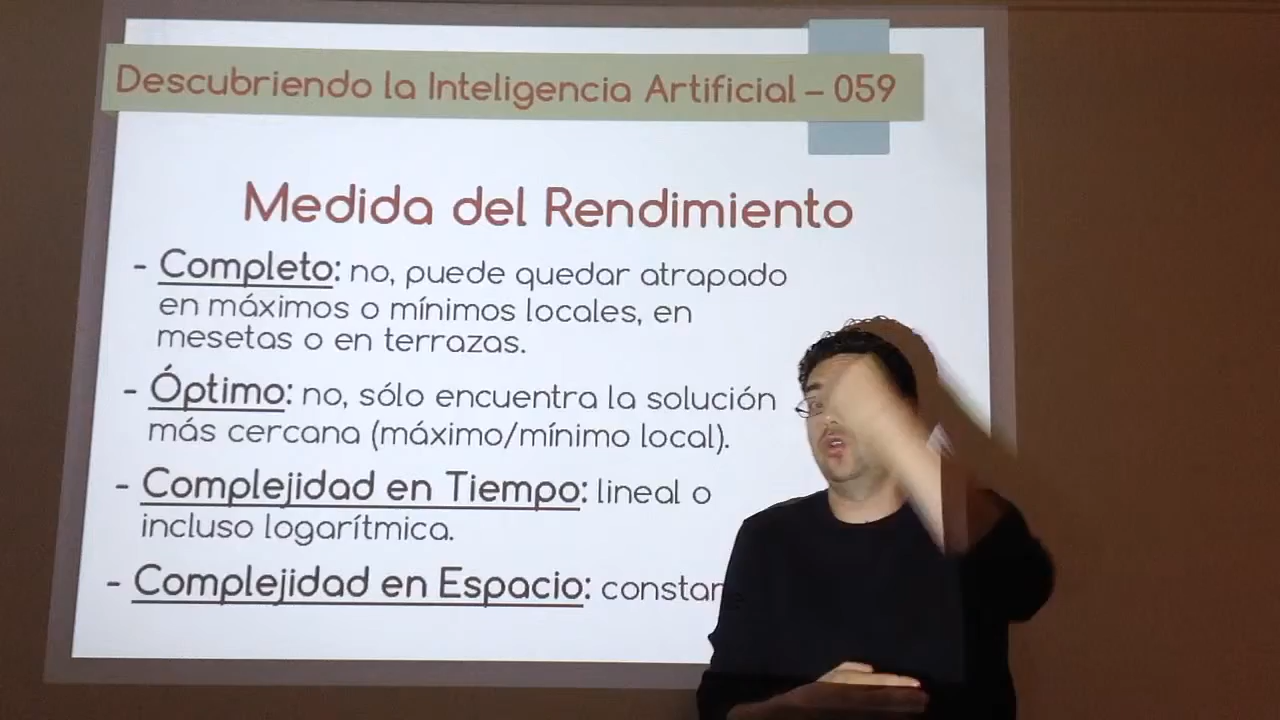 Descubriendo la Inteligencia Artificial – 059
Medida del Rendimiento
- Completo: no, puede quedar atrapado
en máximos o mínimos locales, en
mesetas o en terrazas.
- Óptimo: no, sólo encuentra la solución
más cercana (máximo/mínimo local).
- Complejidad en Tiempo: lineal o
incluso logarítmica.
- Complejidad en Espacio: